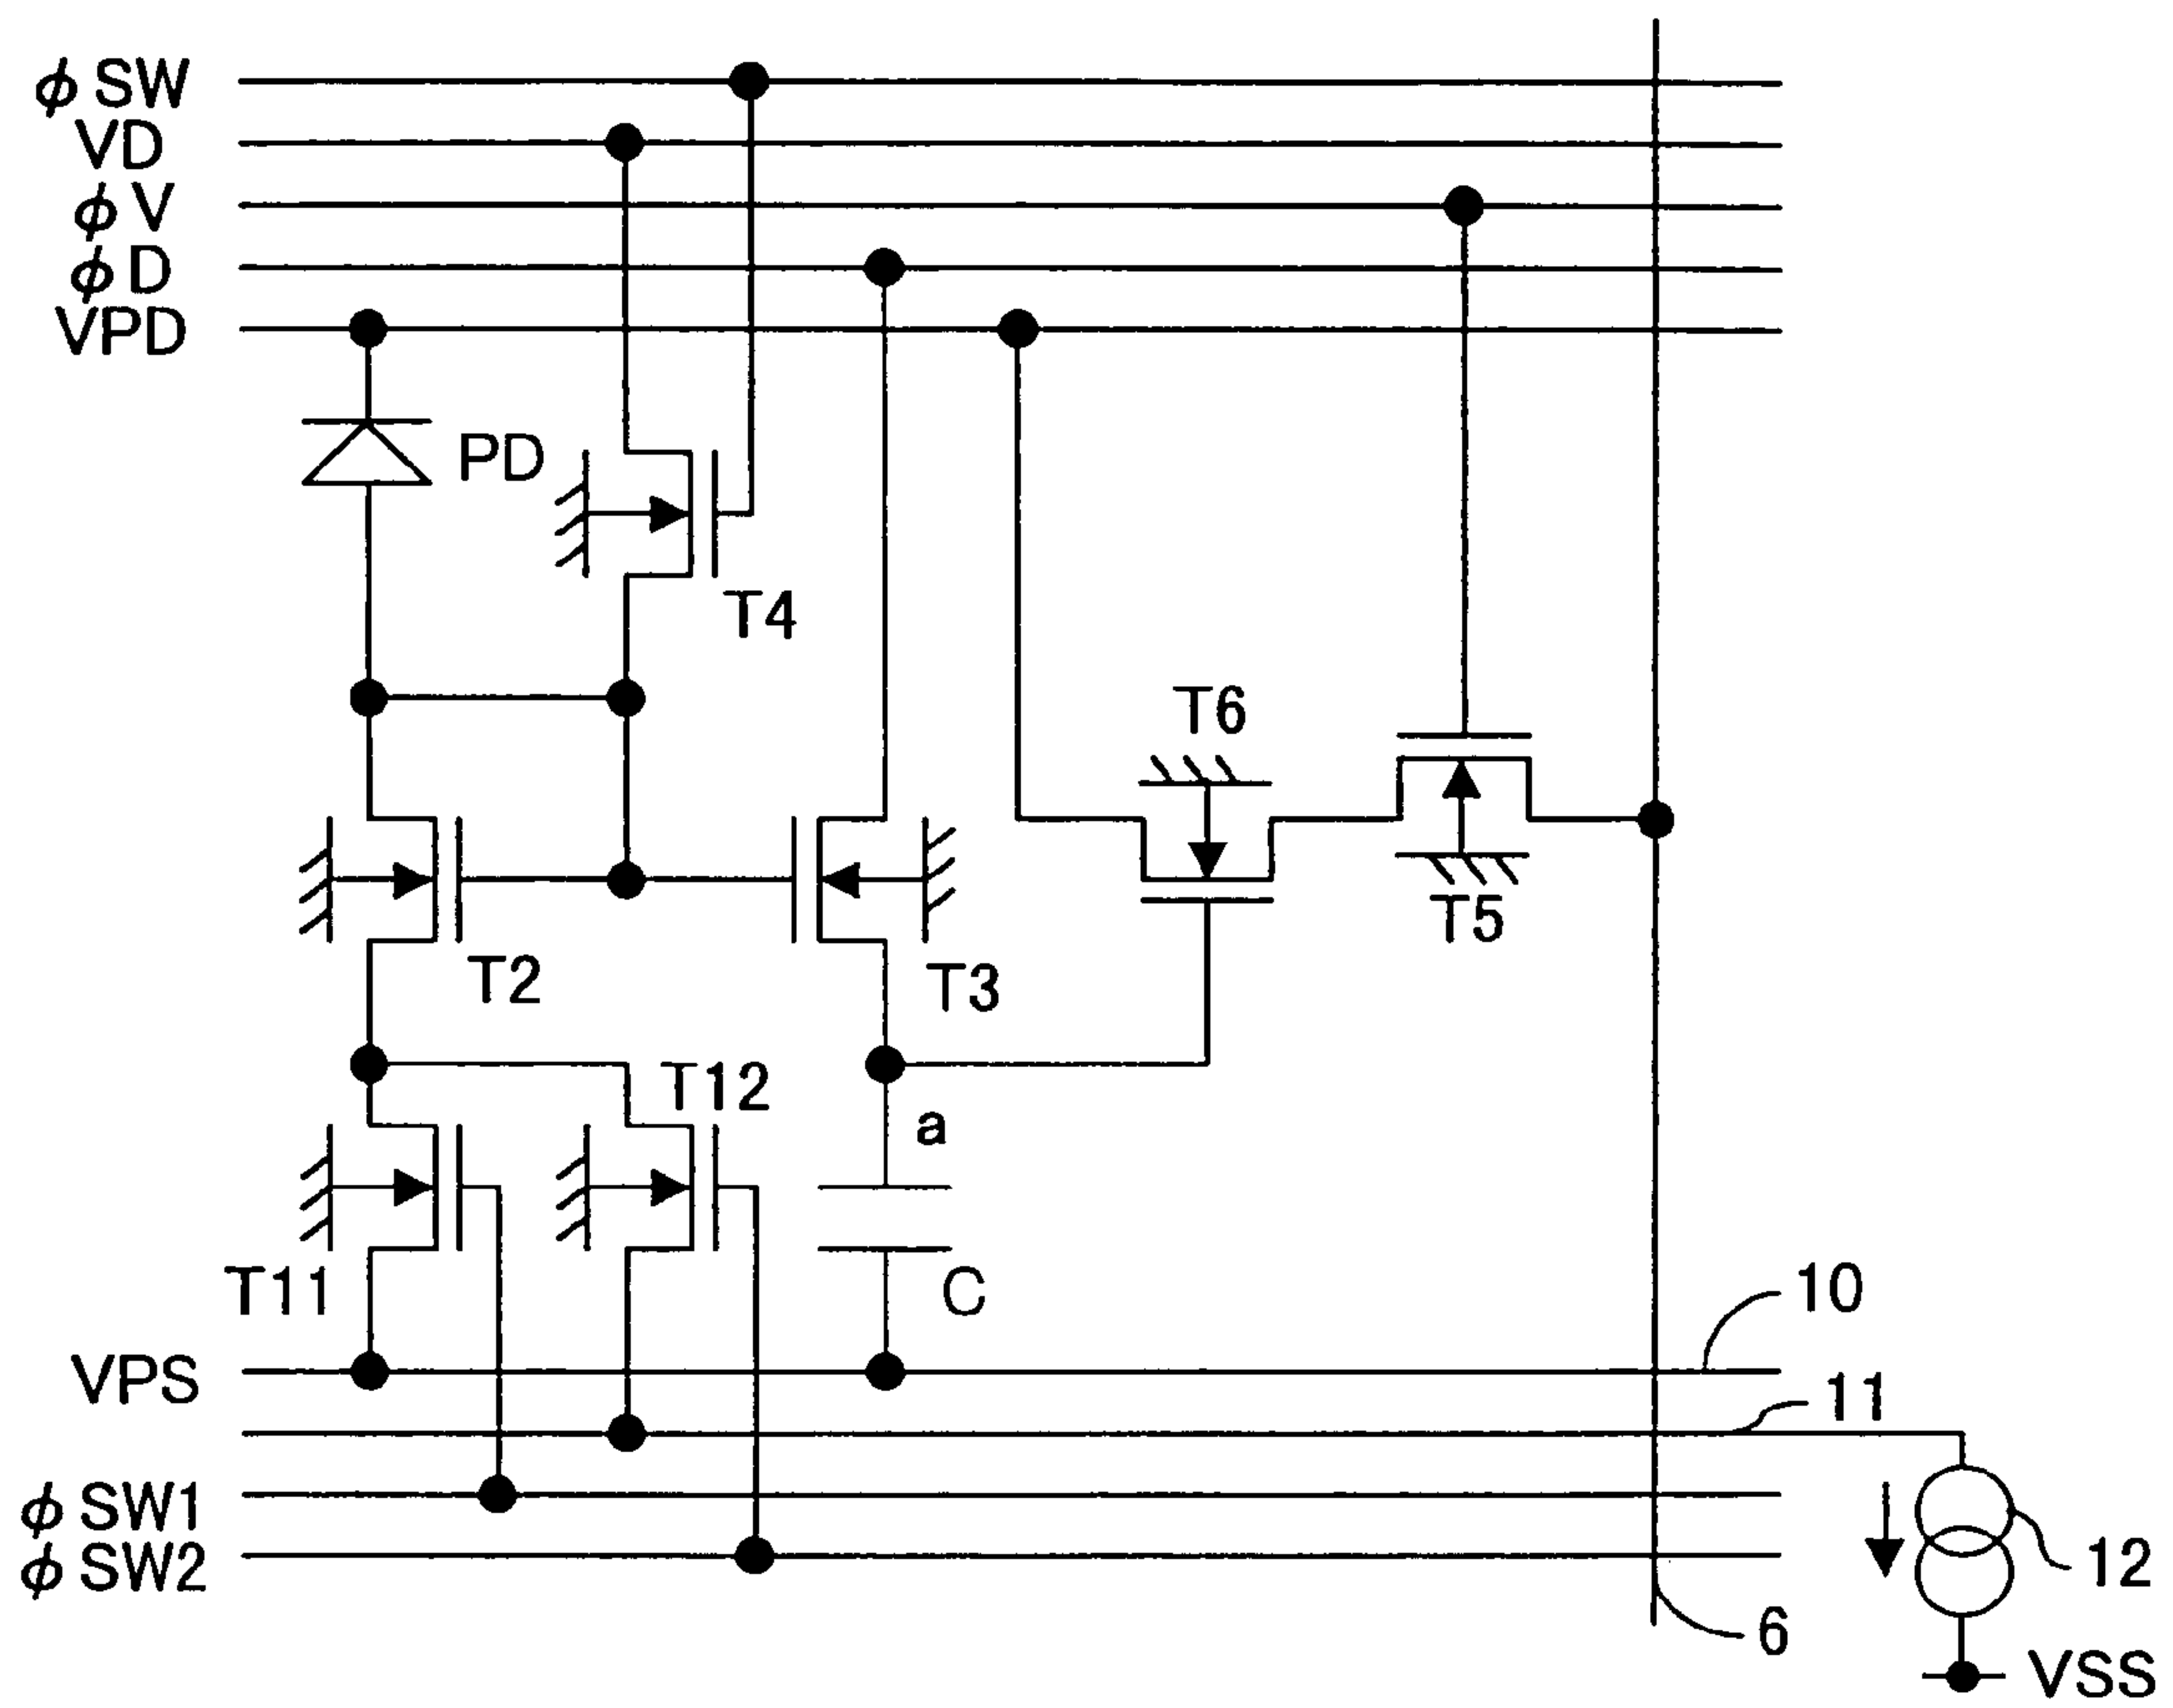 φSW
VD
φV
φD
VPD
PD
T4
T6
T5
T2
T3
T12
a
T11
C
10
VPS
11
φSW1
φSW2
12
6
VSS